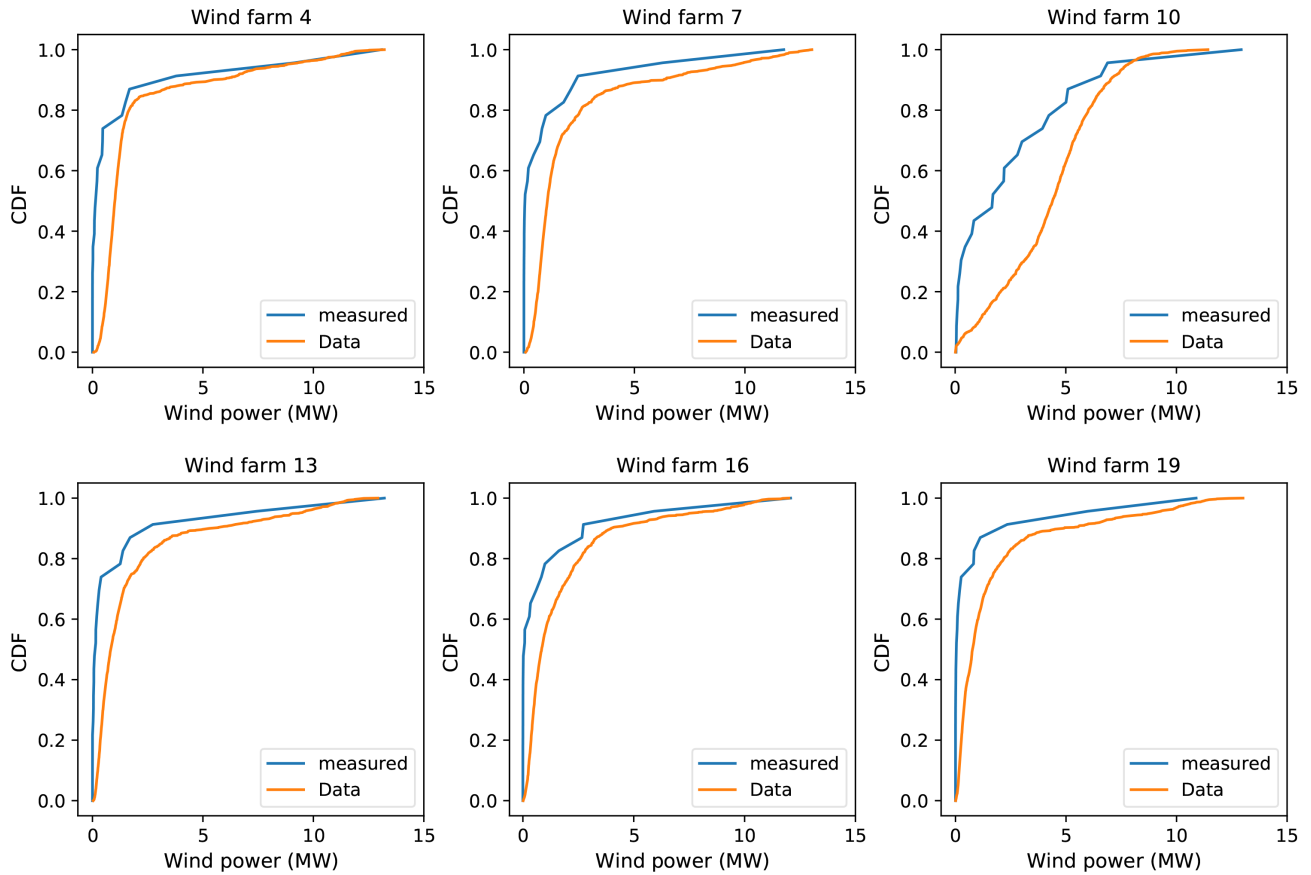 Wind farm 4
1.0
0.8
0.6
0.4
0.2
0.0
CDF
measured
Data
0 5 10 15
Wind power (MW)
Wind farm 7
1.0
0.8
0.6
0.4
0.2
0.0
CDF
measured
Data
0 5 10 15
Wind power (MW)
Wind farm 10
1.0
0.8
0.6
0.4
0.2
0.0
CDF
measured
Data
0 5 10 15
Wind power (MW)
Wind farm 13
1.0
0.8
0.6
0.4
0.2
0.0
CDF
measured
Data
0 5 10 15
Wind power (MW)
Wind farm 16
1.0
0.8
0.6
0.4
0.2
0.0
CDF
measured
Data
0 5 10 15
Wind power (MW)
Wind farm 19
1.0
0.8
0.6
0.4
0.2
0.0
CDF
measured
Data
0 5 10 15
Wind power (MW)